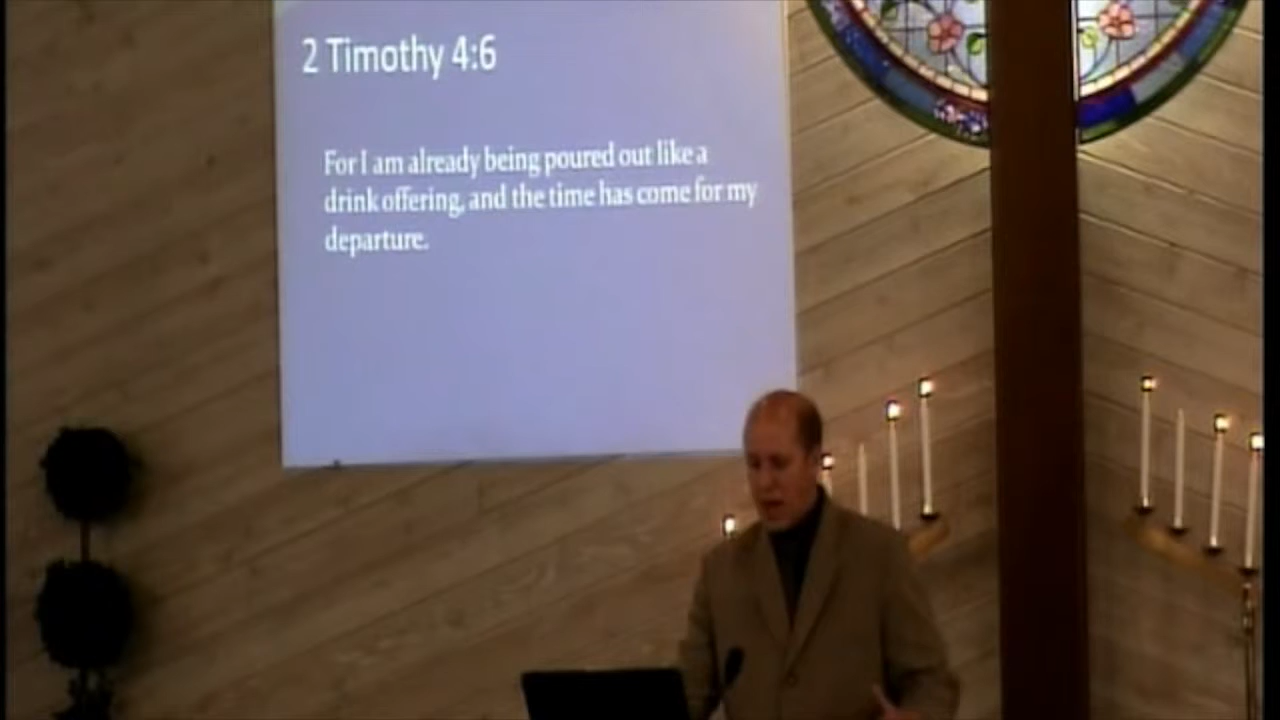 2 Timothy 4:6
For I am already being poured out like a
drink offering, and the time has come for my
departure.